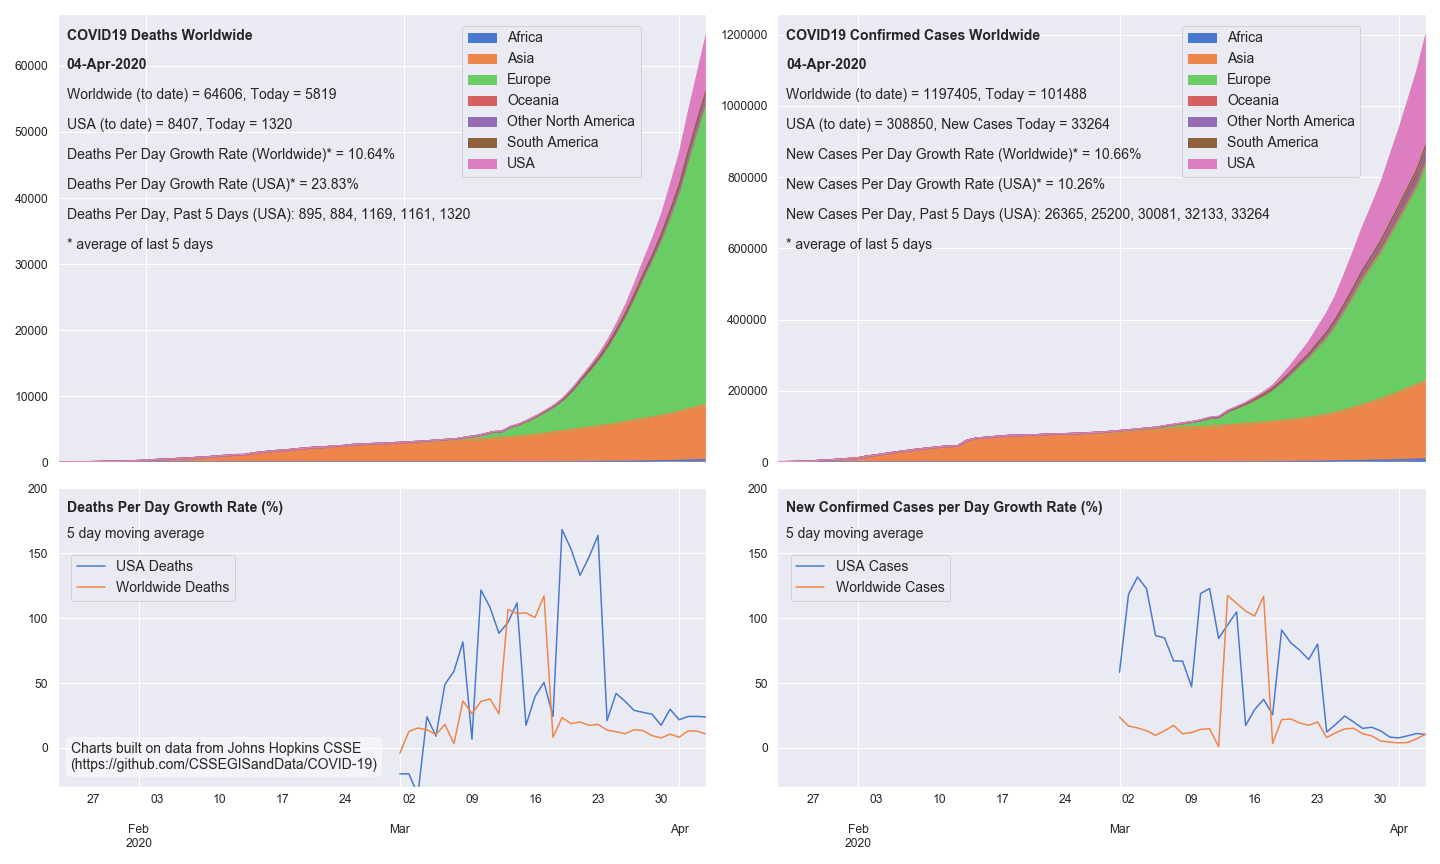 COVID19 Deaths Worldwide
04-Apr-2020
Worldwide (to date) = 64606, Today = 5819
USA (to date) = 8407, Today = 1320
Deaths Per Day Growth Rate (Worldwide)* = 10.64%
Deaths Per Day Growth Rate (USA)* = 23.83%
Deaths Per Day, Past 5 Days (USA): 895, 884, 1169, 1161, 1320
* average of last 5 days
Africa
Asia
Europe
Oceania
Other North America
South America
USA
60000
50000
40000
30000
20000
10000
0
COVID19 Confirmed Cases Worldwide
04-Apr-2020
Worldwide (to date) = 1197405, Today = 101488
USA (to date) = 308850, New Cases Today = 33264
New Cases Per Day Growth Rate (Worldwide)* = 10.66%
New Cases Per Day Growth Rate (USA)* = 10.26%
New Cases Per Day, Past 5 Days (USA): 26365, 25200, 30081, 32133, 33264
* average of last 5 days
Africa
Asia
Europe
Oceania
Other North America
South America
USA
1200000
1000000
800000
600000
400000
200000
0
Deaths Per Day Growth Rate (%)
5 day moving average
USA Deaths
Worldwide Deaths
200
150
100
50
0
Charts built on data from Johns Hopkins CSSE
(https://github.com/CSSEGISandData/COVID-19)
27 03 10 17 24 02 09 16 23 30
Feb Mar Apr
2020
New Confirmed Cases per Day Growth Rate (%)
5 day moving average
USA Cases
Worldwide Cases
200
150
100
50
0
27 03 10 17 24 02 09 16 23 30
Feb Mar Apr
2020